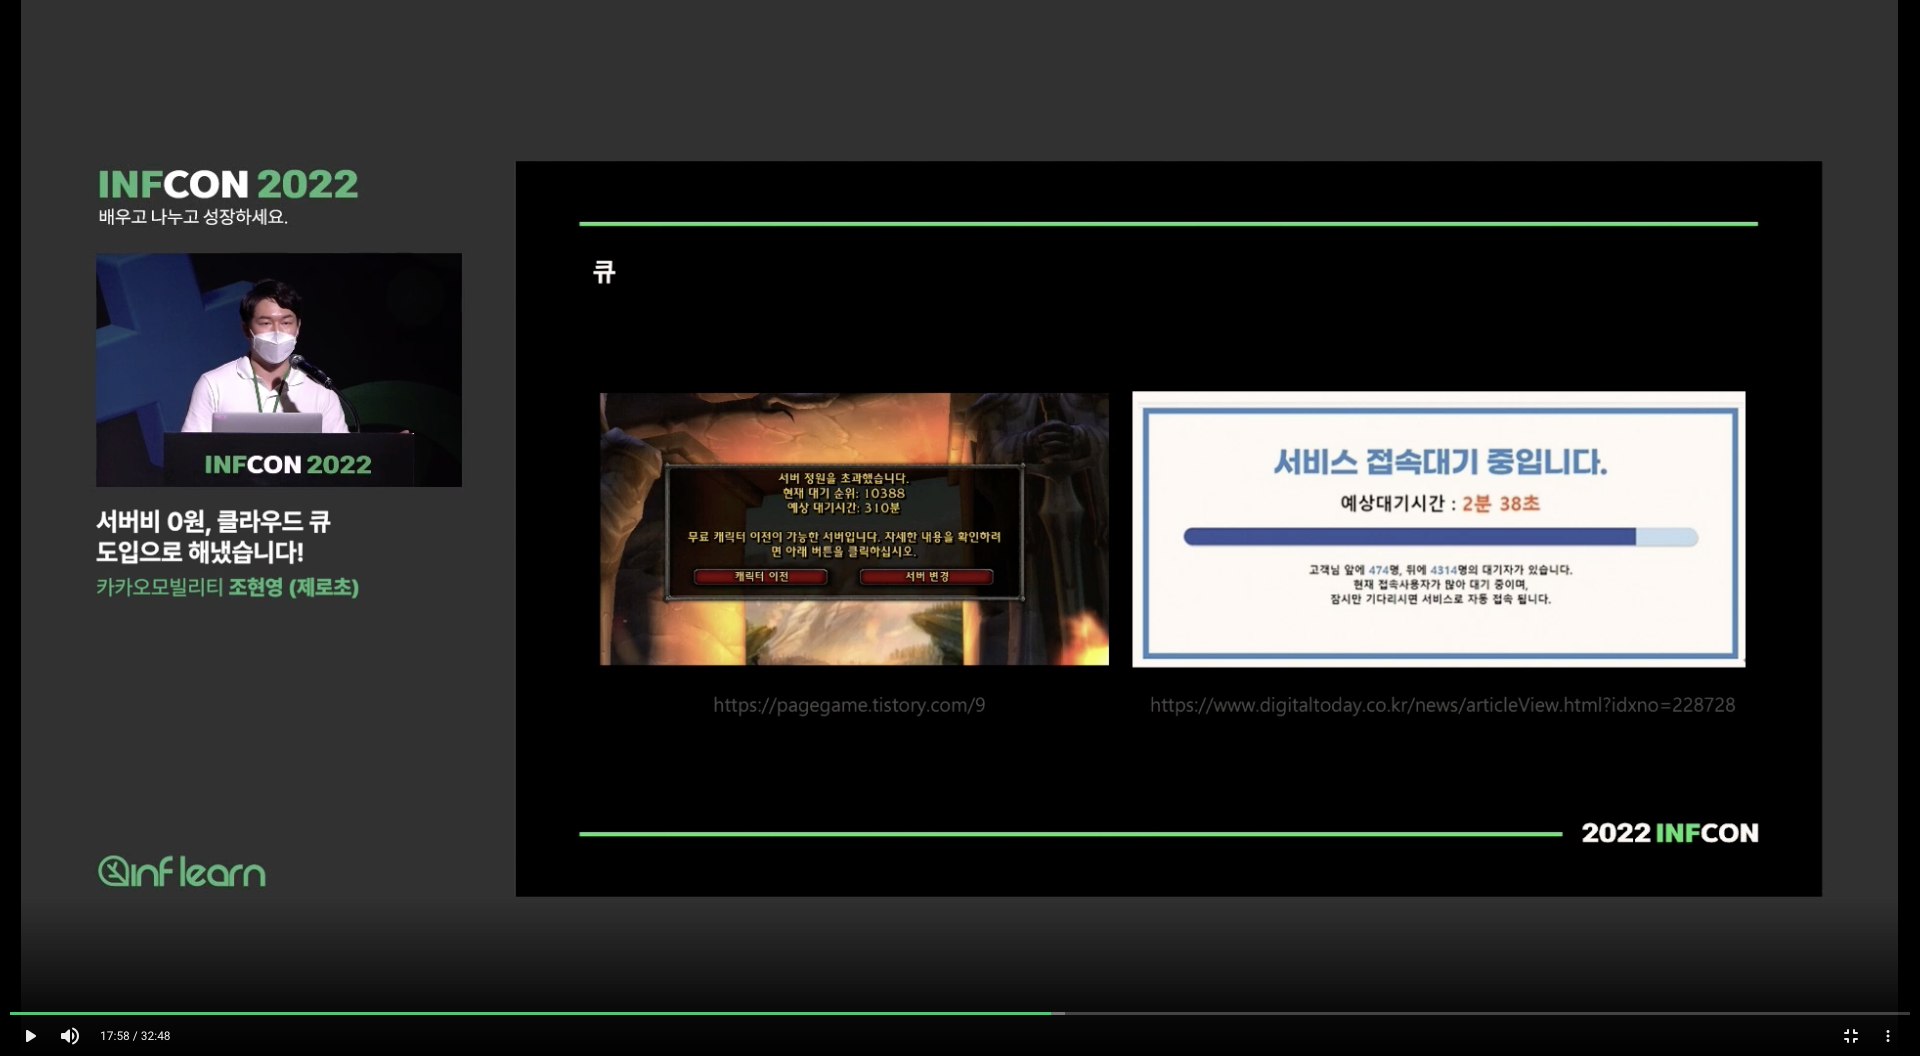 INFCON 2022
배우고 나누고 성장하세요.
INFCON 2022
서버비 0원, 클라우드 큐
도입으로 해냈습니다!
카카오모빌리티 조현영 (제로초)
inflearn
큐
서버 정원을 초과했습니다.
현재 대기 순위: 10388
예상 대기시간: 310분
무료 캐릭터 이전이 가능한 서버입니다. 자세한 내용을 확인하려
면 아래 버튼을 클릭하십시오.
캐릭터 이전 서버 변경
https://pagegame.tistory.com/9
서비스 접속대기 중입니다.
예상대기시간 : 2분 38초
고객님 앞에 474명, 뒤에 4314명의 대기자가 있습니다.
현재 접속사용자가 많아 대기 중이며,
잠시만 기다리시면 서비스로 자동 접속 됩니다.
https://www.digitaltoday.co.kr/news/articleView.html?idxno=228728
2022 INFCON
17:58 / 32:48